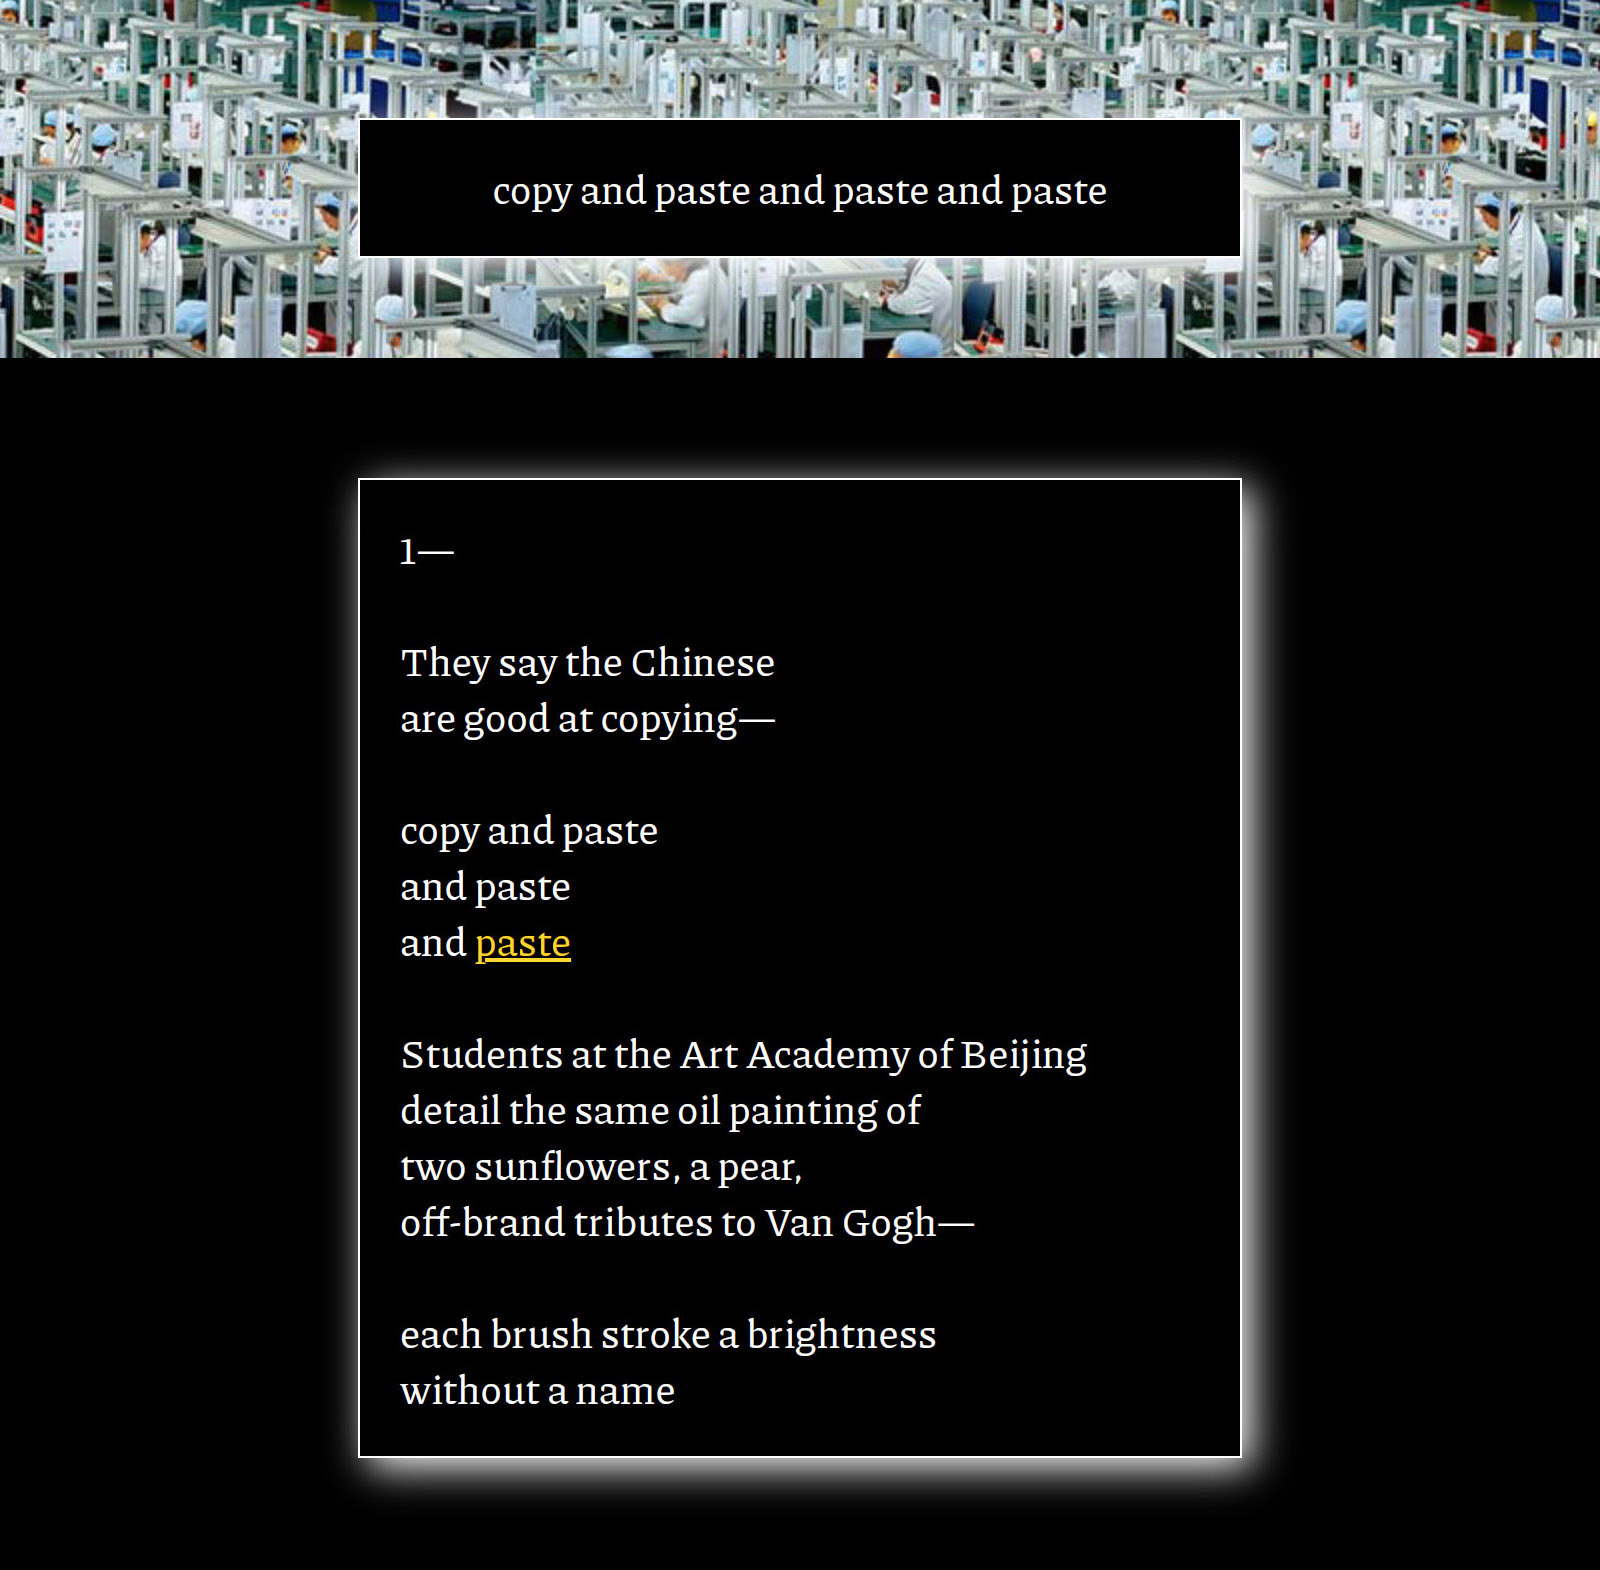 copy and paste and paste and paste
1—
They say the Chinese
are good at copying—
copy and paste
and paste
and paste
Students at the Art Academy of Beijing
detail the same oil painting of
two sunflowers, a pear,
off-brand tributes to Van Gogh—
each brush stroke a brightness
without a name